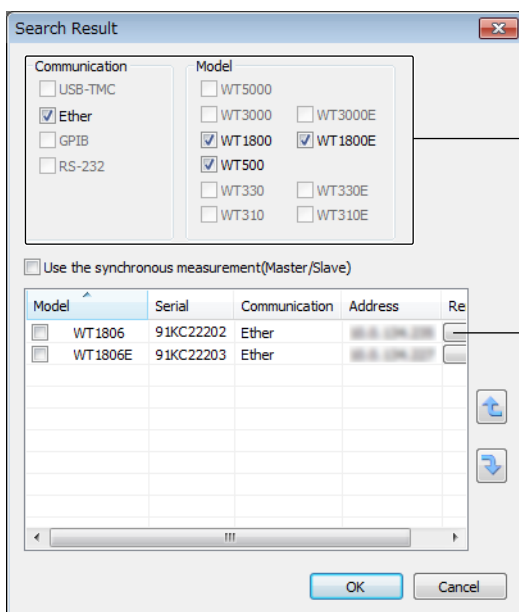 Search Result
Communication
USB-TMC
Ether
GPIB
RS-232
Model
WT5000
WT3000 WT3000E
WT1800 WT1800E
WT500
WT330 WT330E
WT310 WT310E
Use the synchronous measurement(Master/Slave)
Model Serial Communication Address Re
WT1806 91KC22202 Ether
WT1806E 91KC22203 Ether
OK Cancel